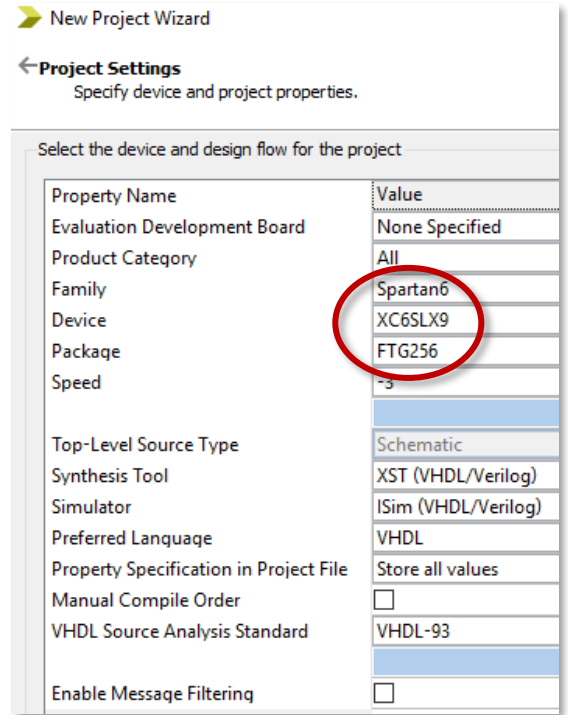 New Project Wizard
Project Settings
Specify device and project properties.
Select the device and design flow for the project
Property Name Value
Evaluation Development Board None Specified
Product Category All
Family Spartan6
Device XC6SLX9
Package FTG256
Speed -3
Top-Level Source Type Schematic
Synthesis Tool XST (VHDL/Verilog)
Simulator ISim (VHDL/Verilog)
Preferred Language VHDL
Property Specification in Project File Store all values
Manual Compile Order
VHDL Source Analysis Standard VHDL-93
Enable Message Filtering